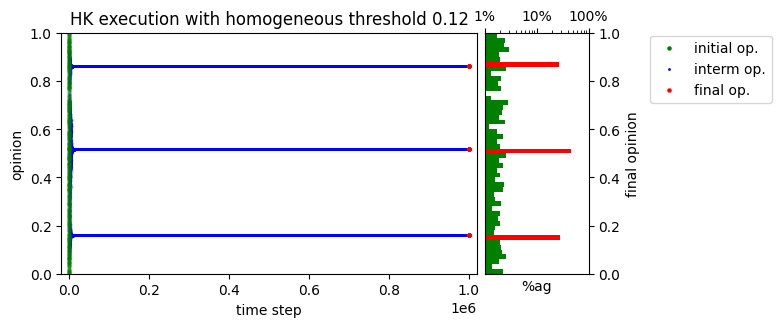 HK execution with homogeneous threshold 0.12
1% 10% 100%
1.0
0.8
0.6
0.4
0.2
0.0
opinion
0.0 0.2 0.4 0.6 0.8 1.0
1e6
time step
%ag
1.0
0.8
0.6
0.4
0.2
0.0
final opinion
initial op.
interm op.
final op.